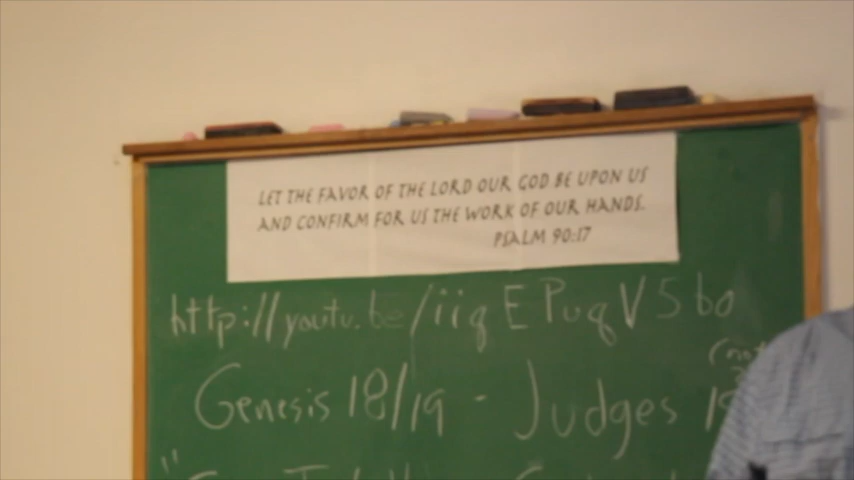 LET THE FAVOR OF THE LORD OUR GOD BE UPON US
AND CONFIRM FOR US THE WORK OF OUR HANDS.
PSALM 90:17
http://youtu.be/iiqEPuqV5bo
(not
Genesis 18/19 - Judges